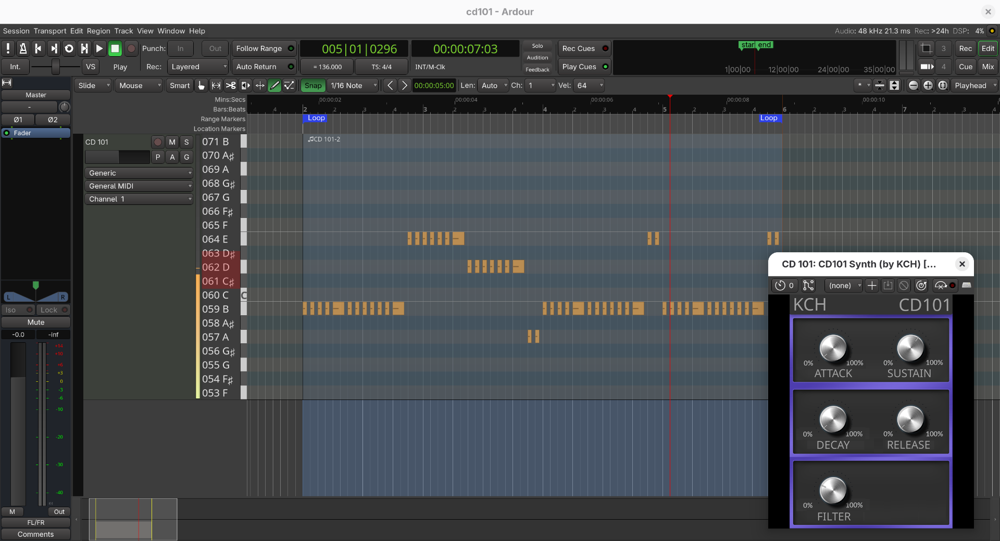 cd101 - Ardour
Session Transport Edit Region Track View Window Help
Audio: 48 kHz 21.3 ms Rec: >24h DSP: 4%
Punch: In Out Follow Range 005|01|0296 00:00:07:03 Solo Rec Cues star end 3 Rec Edit
Audition
Int. VS Play Rec: Layered Auto Return = 136.000 TS: 4/4 INT/M-Clk Feedback Play Cues 1|00|00 12|00|00 24|00|00 35|00|00 4 Cue Mix
Slide Mouse Smart Snap 1/16 Note 00:00:05:00 Len: Auto Ch: 1 Vel: 64 * Playhead
Master
-
Ø1 Ø2
Fader
L R
Iso Lock
Mute
-0.0 -inf
+14
+10
+6
+3
0
-3
-6
-10
-20
-30
-40
M Out
FL/FR
Comments
Mins:Secs 00:00:02 00:00:04 00:00:06 00:00:08 00:00:10
Bars:Beats 4 2 2 3 4 3 2 3 4 4 2 3 4 5 2 3 4 6 2 3 4 7 2 3 4
Range Markers Loop Loop
Location Markers
CD 101 M S
P A G
Generic
General MIDI
Channel 1
♫CD 101-2
071 B
070 A♯
069 A
068 G♯
067 G
066 F♯
065 F
064 E
063 D♯
062 D
061 C♯
060 C C
059 B
058 A♯
057 A
056 G♯
055 G
054 F♯
053 F
CD 101: CD101 Synth (by KCH) [...
0 (none)
KCH CD101
0% 100% 0% 100%
ATTACK SUSTAIN
0% 100% 0% 100%
DECAY RELEASE
0% 100%
FILTER